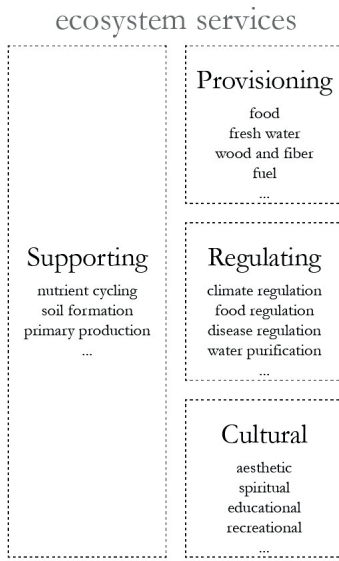 ecosystem services
Supporting
nutrient cycling
soil formation
primary production
...
Provisioning
food
fresh water
wood and fiber
fuel
...
Regulating
climate regulation
food regulation
disease regulation
water purification
...
Cultural
aesthetic
spiritual
educational
recreational
...